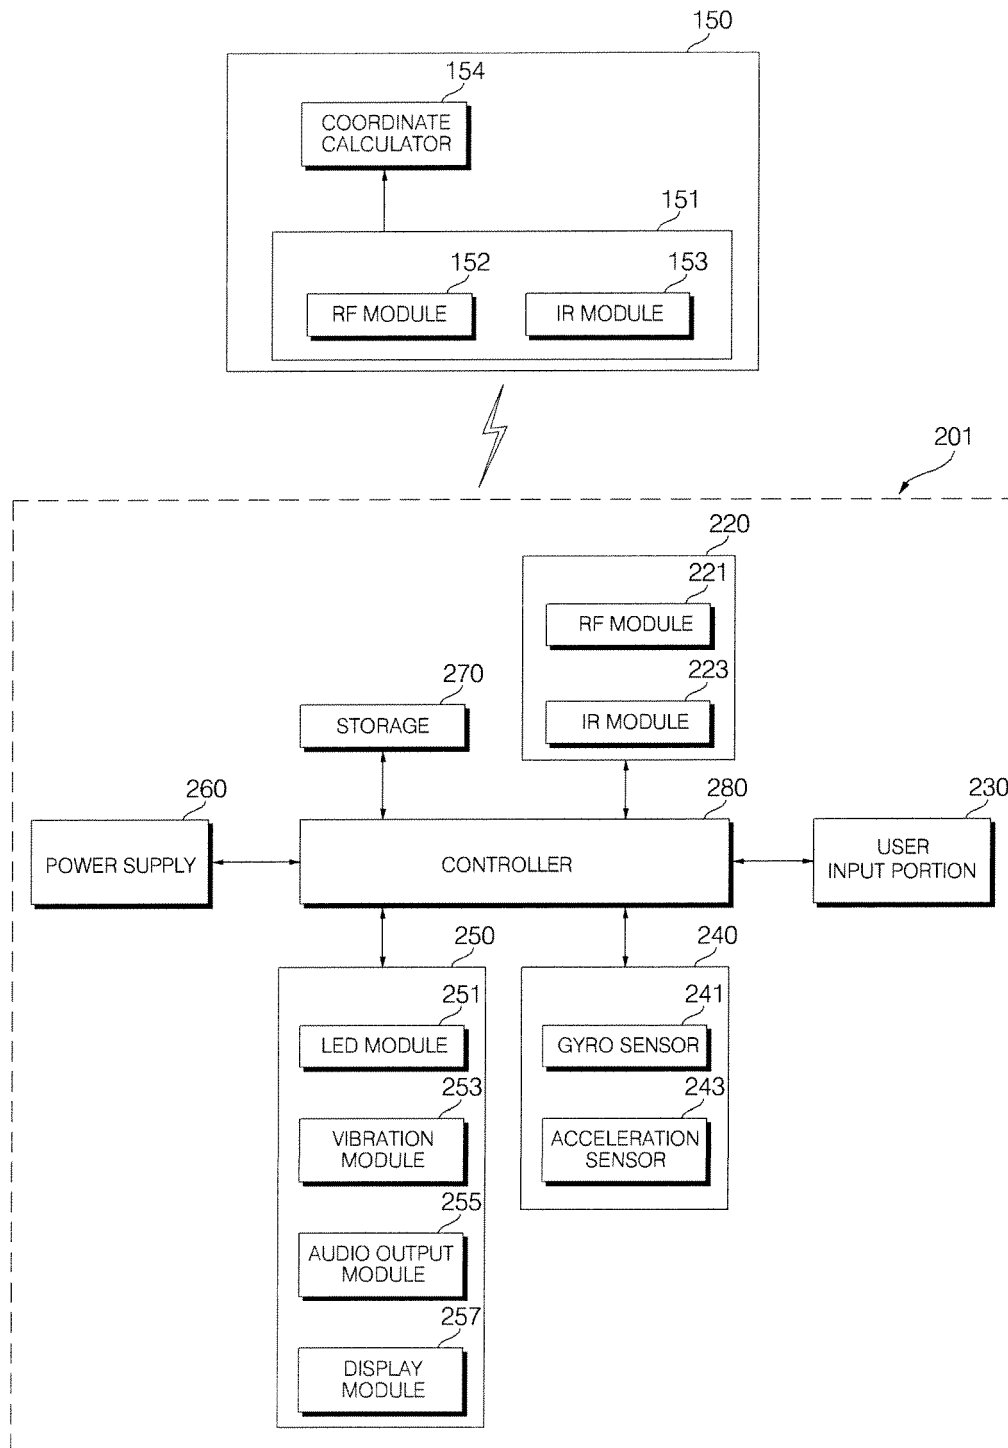 150
154
COORDINATE
CALCULATOR
151
152
153
RF MODULE
IR MODULE
201
220
221
RF MODULE
270
223
STORAGE
IR MODULE
260
280
230
POWER SUPPLY
CONTROLLER
USER
INPUT PORTION
250
240
251
241
LED MODULE
GYRO SENSOR
253
243
VIBRATION
MODULE
ACCELERATION
SENSOR
255
AUDIO OUTPUT
MODULE
257
DISPLAY
MODULE